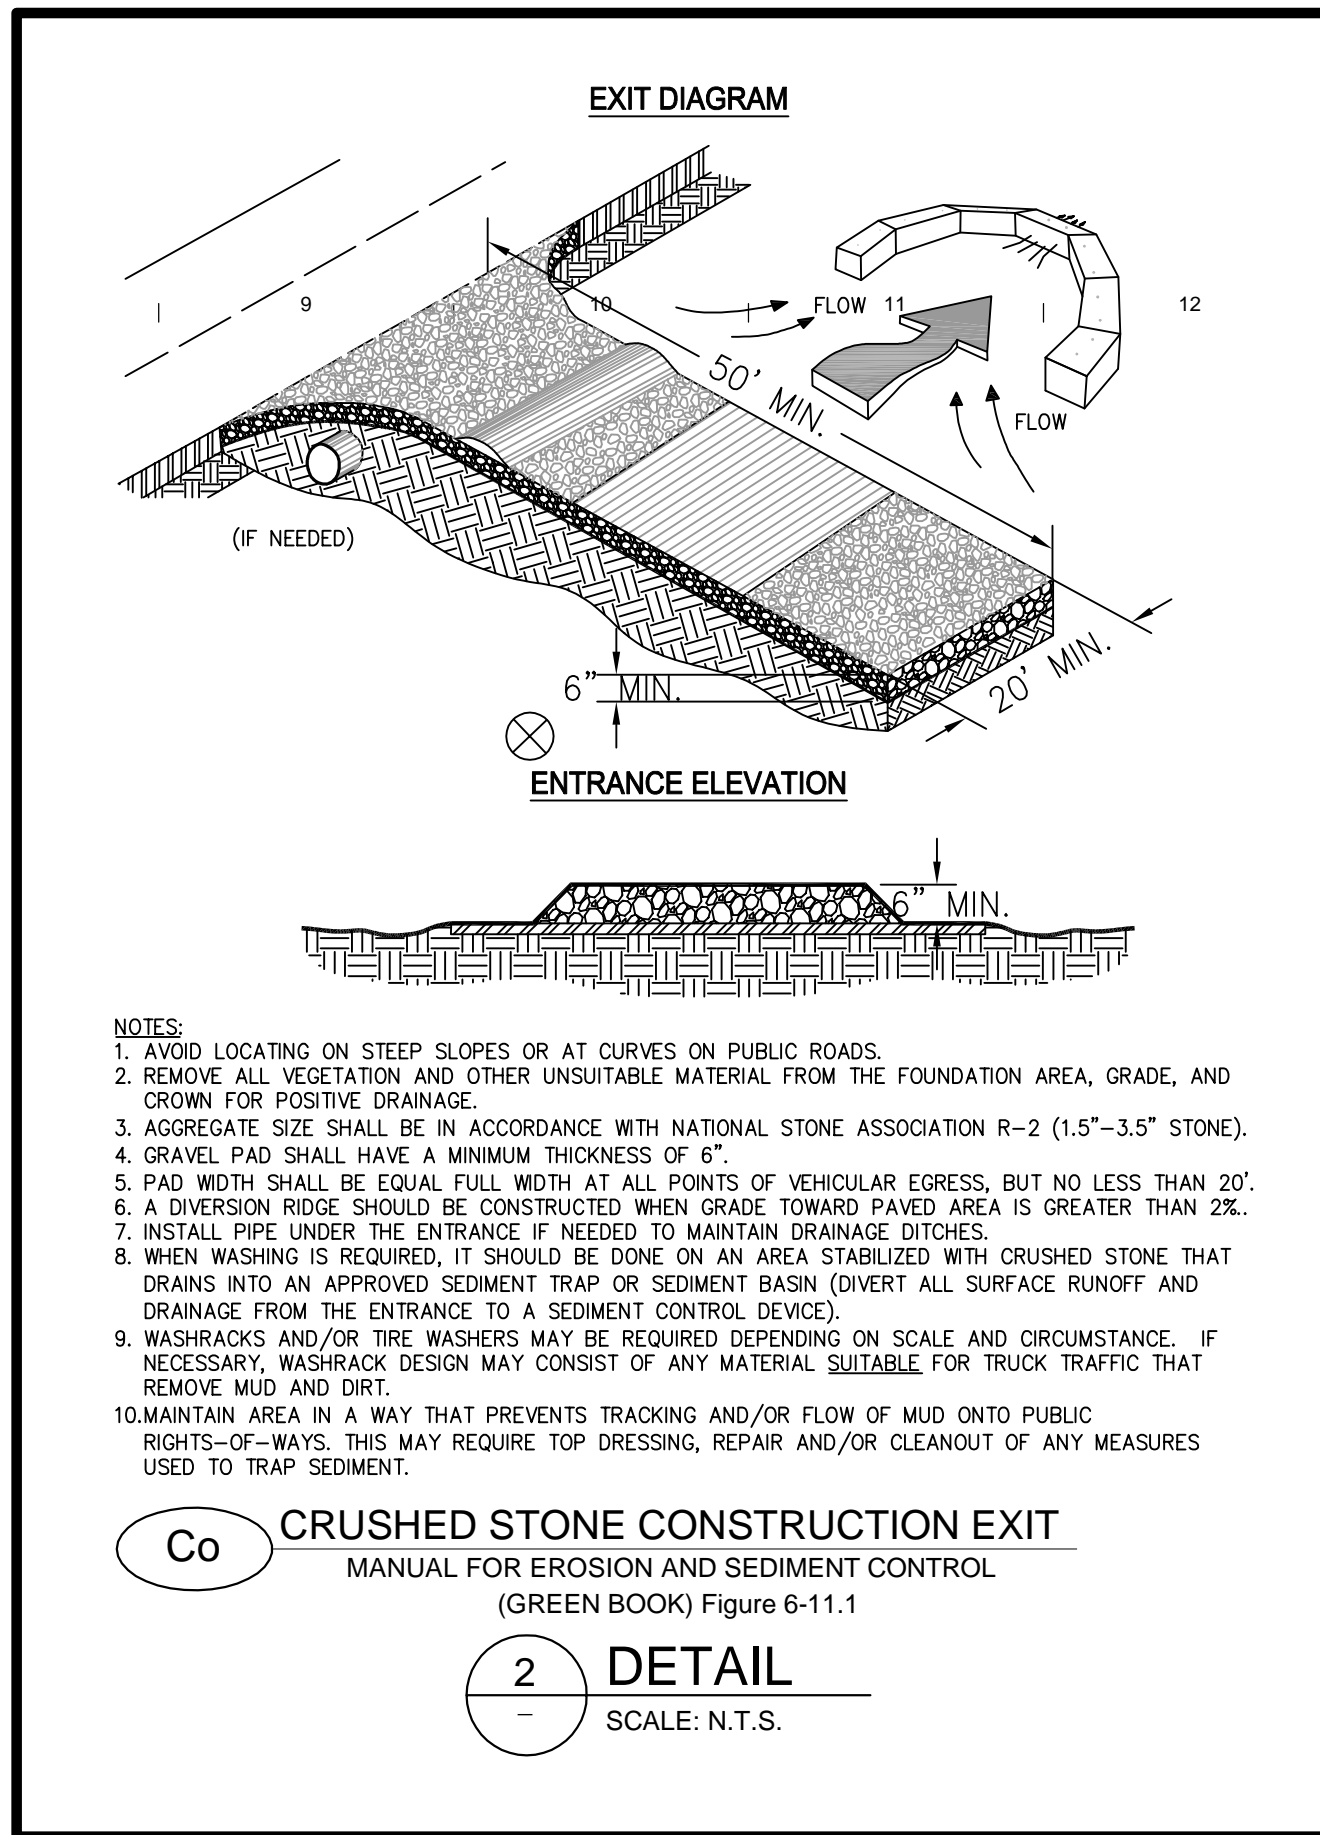 EXIT DIAGRAM
9
10
FLOW
11
12
50' MIN.
FLOW
(IF NEEDED)
20' MIN.
6” MIN.
ENTRANCE ELEVATION
6” MIN.
NOTES:
1. AVOID LOCATING ON STEEP SLOPES OR AT CURVES ON PUBLIC ROADS.
2. REMOVE ALL VEGETATION AND OTHER UNSUITABLE MATERIAL FROM THE FOUNDATION AREA, GRADE, AND
CROWN FOR POSITIVE DRAINAGE.
3. AGGREGATE SIZE SHALL BE IN ACCORDANCE WITH NATIONAL STONE ASSOCIATION R-2 (1.5”-3.5” STONE).
4. GRAVEL PAD SHALL HAVE A MINIMUM THICKNESS OF 6”.
5. PAD WIDTH SHALL BE EQUAL FULL WIDTH AT ALL POINTS OF VEHICULAR EGRESS, BUT NO LESS THAN 20'.
6. A DIVERSION RIDGE SHOULD BE CONSTRUCTED WHEN GRADE TOWARD PAVED AREA IS GREATER THAN 2%..
7. INSTALL PIPE UNDER THE ENTRANCE IF NEEDED TO MAINTAIN DRAINAGE DITCHES.
8. WHEN WASHING IS REQUIRED, IT SHOULD BE DONE ON AN AREA STABILIZED WITH CRUSHED STONE THAT
DRAINS INTO AN APPROVED SEDIMENT TRAP OR SEDIMENT BASIN (DIVERT ALL SURFACE RUNOFF AND
DRAINAGE FROM THE ENTRANCE TO A SEDIMENT CONTROL DEVICE).
9. WASHRACKS AND/OR TIRE WASHERS MAY BE REQUIRED DEPENDING ON SCALE AND CIRCUMSTANCE. IF
NECESSARY, WASHRACK DESIGN MAY CONSIST OF ANY MATERIAL SUITABLE FOR TRUCK TRAFFIC THAT
REMOVE MUD AND DIRT.
10.MAINTAIN AREA IN A WAY THAT PREVENTS TRACKING AND/OR FLOW OF MUD ONTO PUBLIC
RIGHTS-OF-WAYS. THIS MAY REQUIRE TOP DRESSING, REPAIR AND/OR CLEANOUT OF ANY MEASURES
USED TO TRAP SEDIMENT.
Co
CRUSHED STONE CONSTRUCTION EXIT
MANUAL FOR EROSION AND SEDIMENT CONTROL
(GREEN BOOK) Figure 6-11.1
2
–
DETAIL
SCALE: N.T.S.